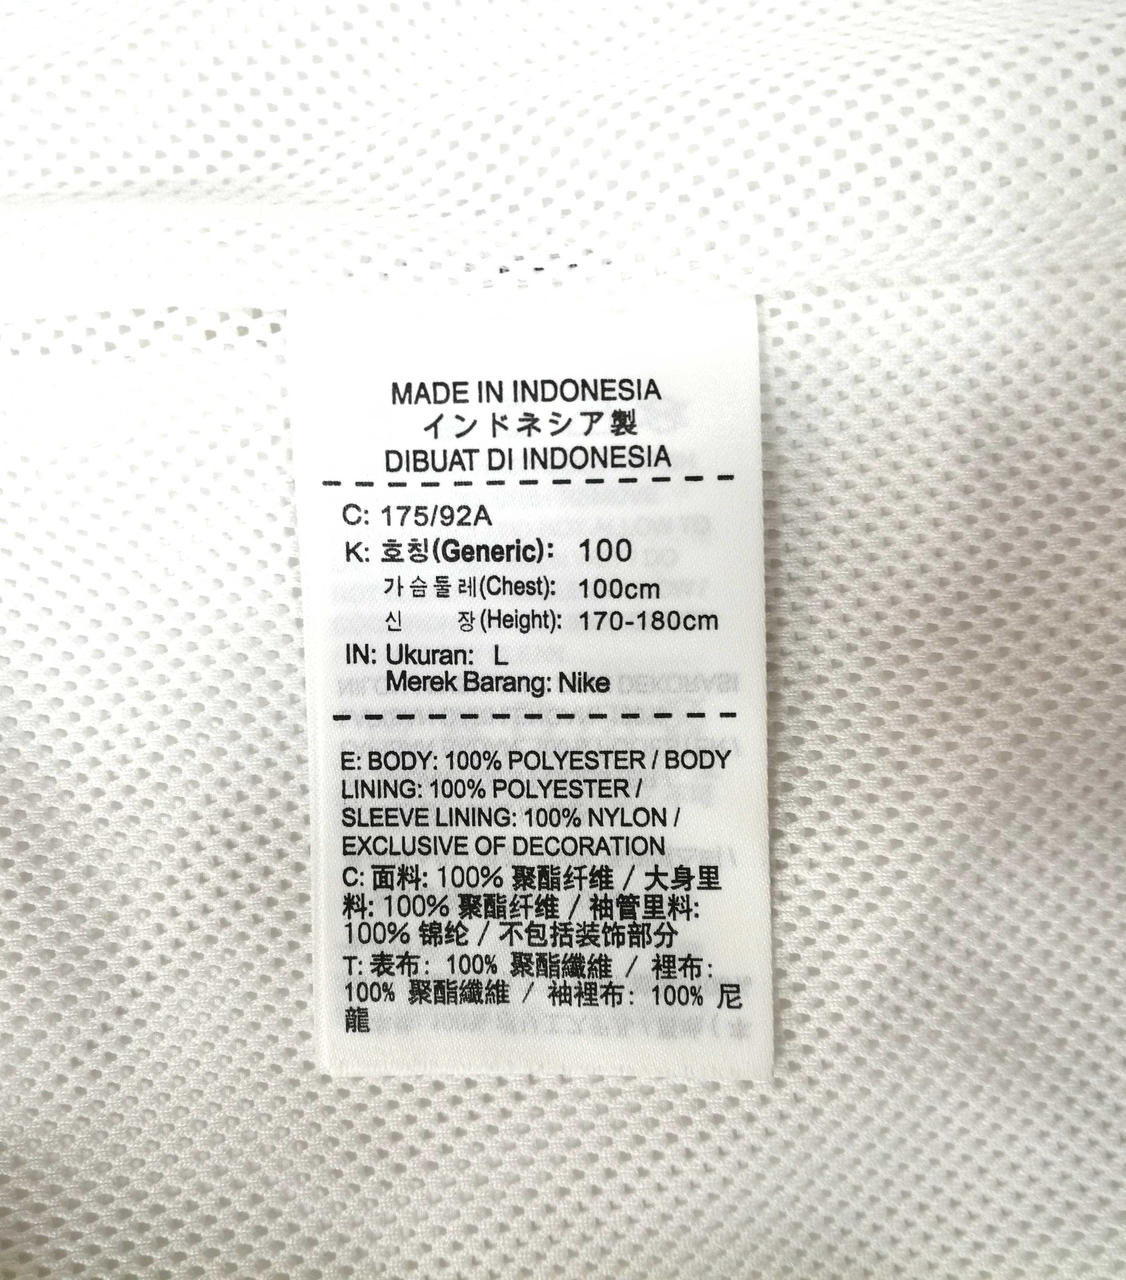 MADE IN INDONESIA
インドネシア製
DIBUAT DI INDONESIA
C: 175/92A
K: 호칭(Generic): 100
가슴둘레(Chest): 100cm
신 장(Height): 170-180cm
IN: Ukuran: L
Merek Barang: Nike
E: BODY: 100% POLYESTER / BODY
LINING: 100% POLYESTER /
SLEEVE LINING: 100% NYLON /
EXCLUSIVE OF DECORATION
C: 面料: 100% 聚酯纤维 / 大身里
料: 100% 聚酯纤维 / 袖管里料:
100% 锦纶 / 不包括装饰部分
T: 表布: 100% 聚酯纖維 / 裡布:
100% 聚酯纖維 / 袖裡布: 100% 尼
龍